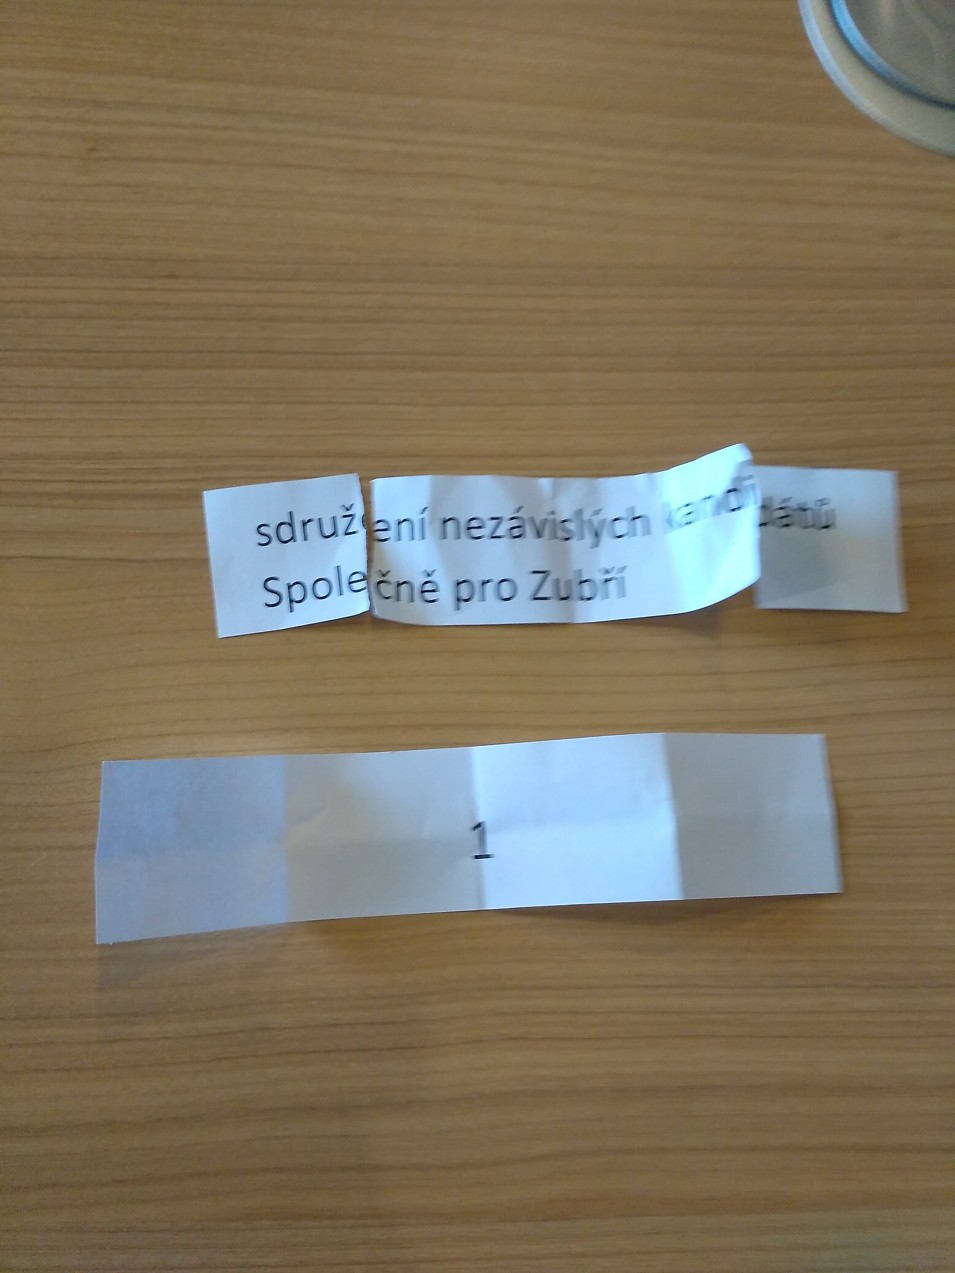 sdružení nezávislých kandidátů
Společně pro Zubří
1